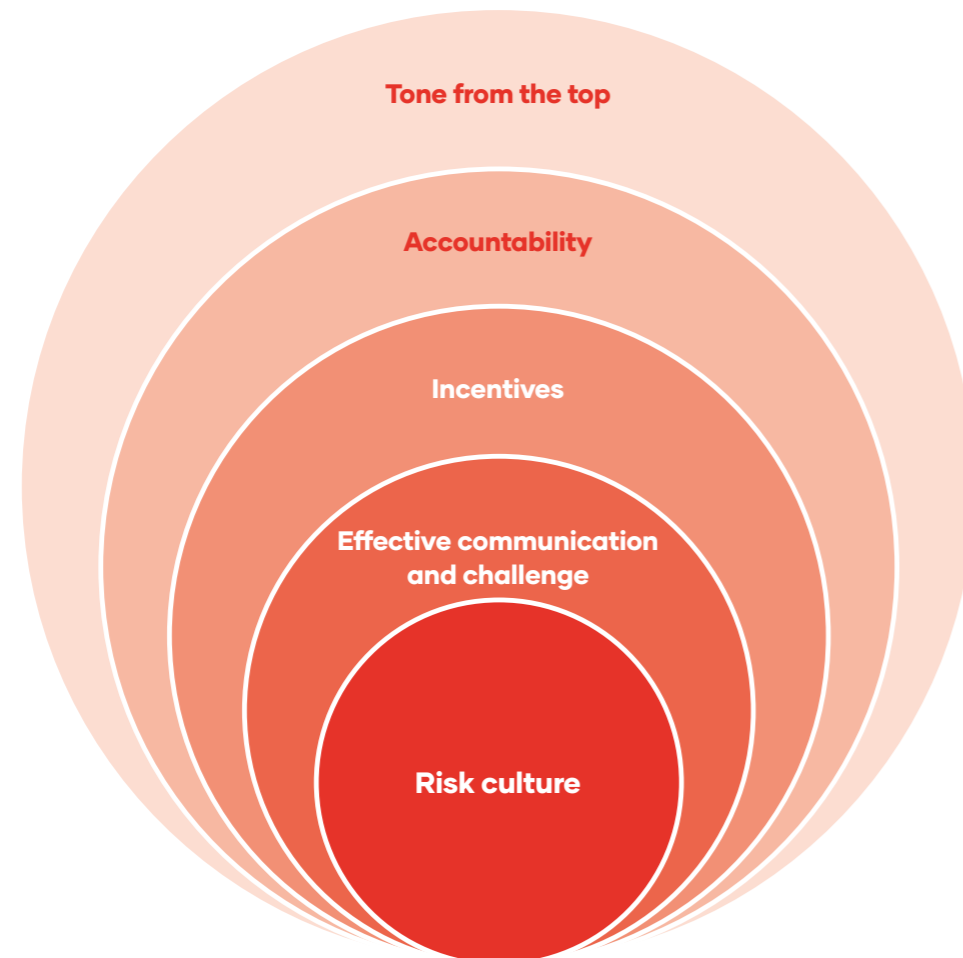 Tone from the top
Accountability
Incentives
Effective communication
and challenge
Risk culture